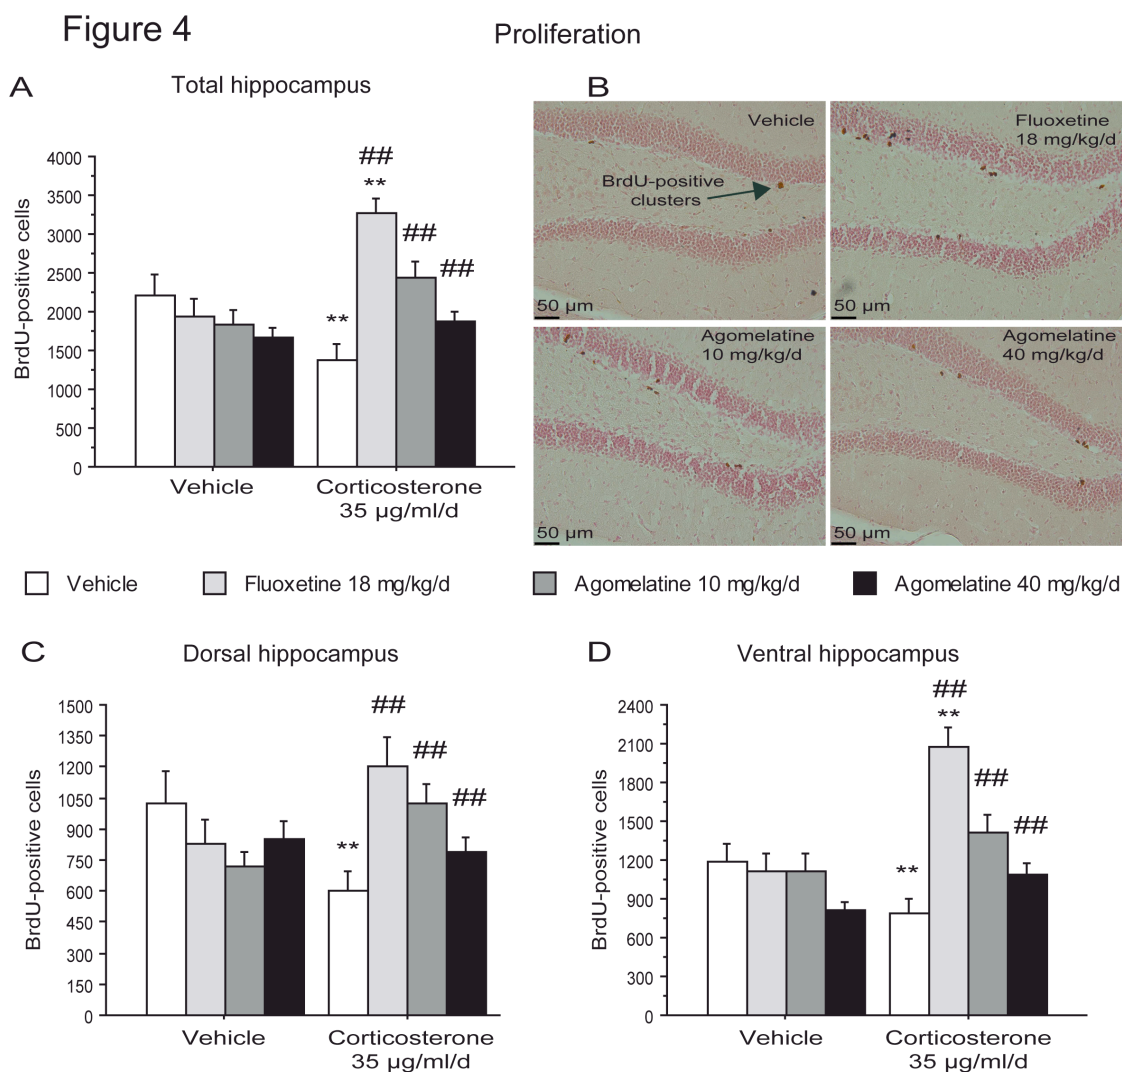 Figure 4
Proliferation
A
Total hippocampus
BrdU-positive cells
4000
3500
3000
2500
2000
1500
1000
500
0
##
**
##
##
**
Vehicle
Corticosterone
35 µg/ml/d
B
Vehicle
BrdU-positive
clusters
50 µm
Fluoxetine
18 mg/kg/d
50 µm
Agomelatine
10 mg/kg/d
50 µm
Agomelatine
40 mg/kg/d
50 µm
Vehicle
Fluoxetine 18 mg/kg/d
Agomelatine 10 mg/kg/d
Agomelatine 40 mg/kg/d
C
Dorsal hippocampus
BrdU-positive cells
1500
1350
1200
1050
900
750
600
450
300
150
0
##
##
##
**
Vehicle
Corticosterone
35 µg/ml/d
D
Ventral hippocampus
BrdU-positive cells
2400
2100
1800
1500
1200
900
600
300
0
##
**
##
##
**
Vehicle
Corticosterone
35 µg/ml/d